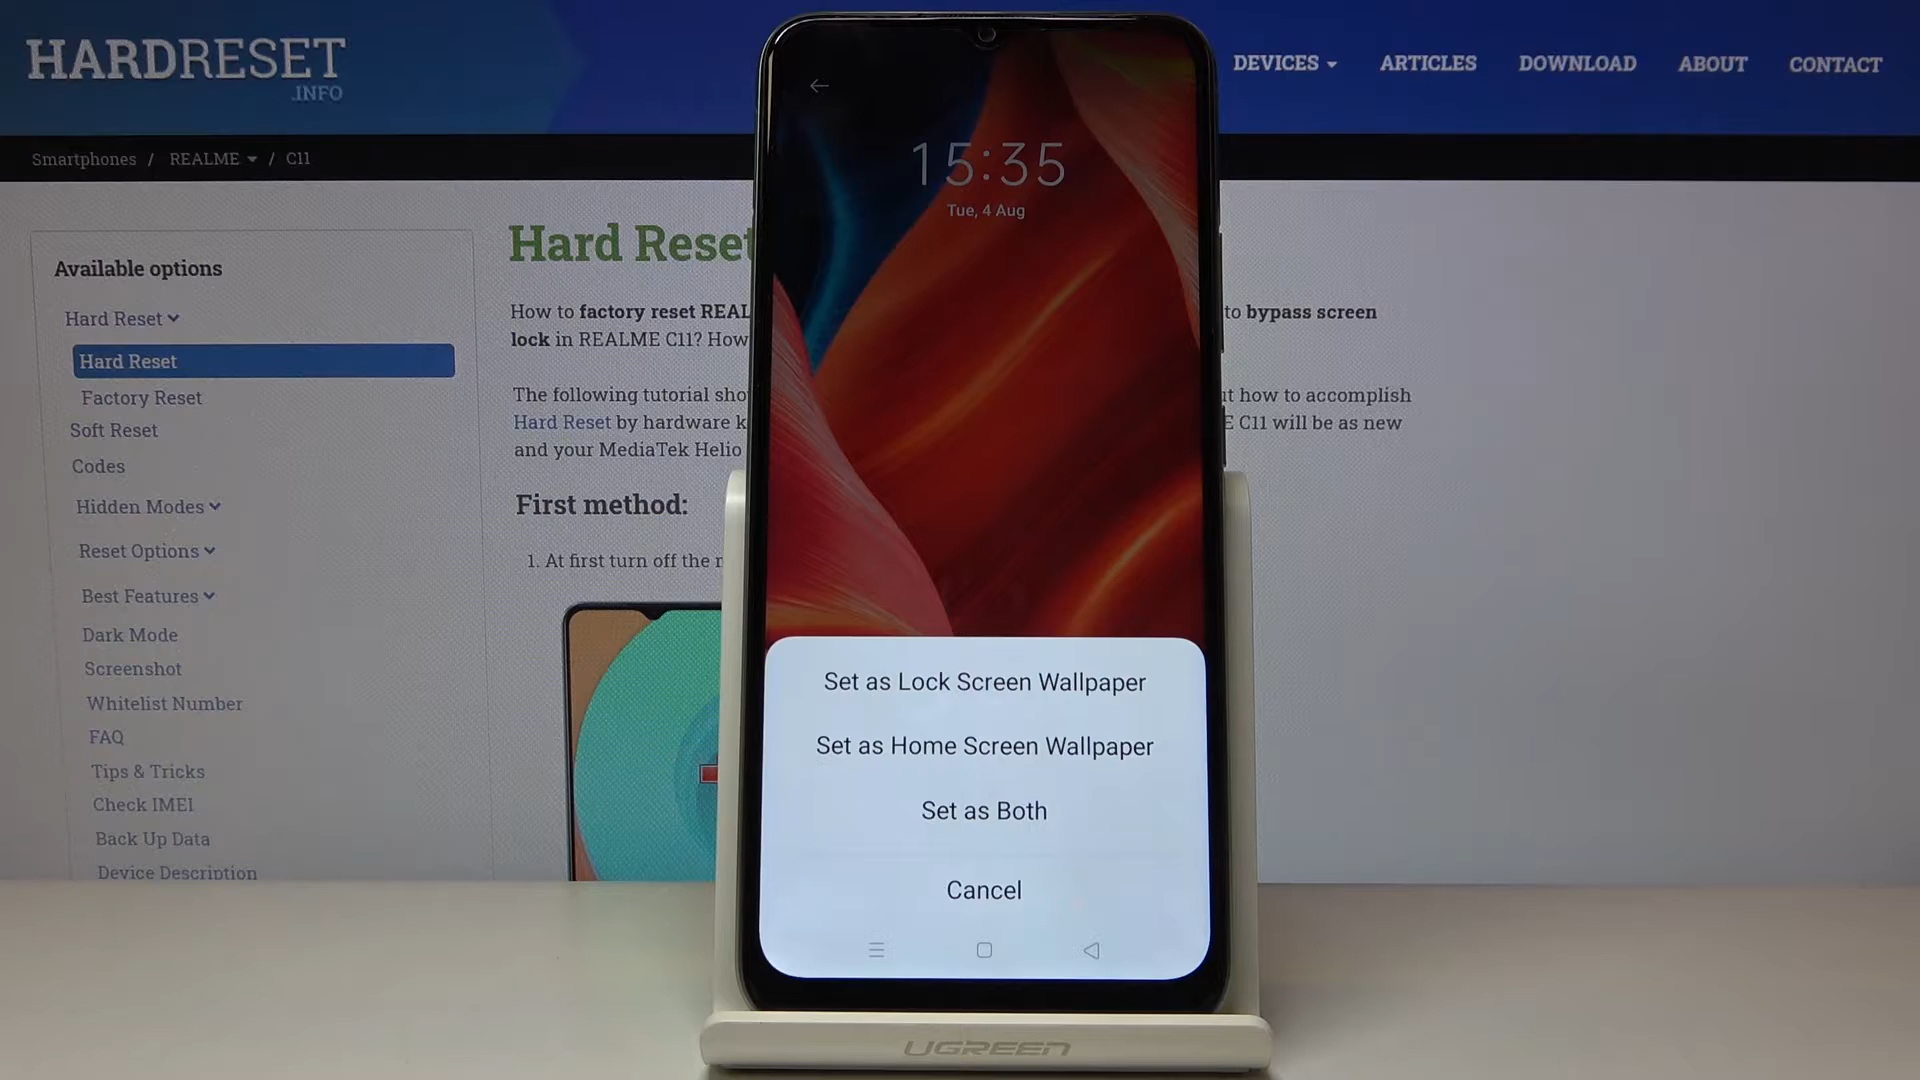 HARDRESET
.INFO
DEVICES
ARTICLES
DOWNLOAD
ABOUT
CONTACT
Smartphones / REALME / C11
Available options
Hard Reset
Hard Reset
Factory Reset
Soft Reset
Codes
Hidden Modes
Reset Options
Best Features
Dark Mode
Screenshot
Whitelist Number
FAQ
Tips & Tricks
Check IMEI
Back Up Data
Device Description
Hard Reset
How to factory reset REAL to bypass screen
lock in REALME C11? How
The following tutorial sho ut how to accomplish
Hard Reset by hardware k E C11 will be as new
and your MediaTek Helio
First method:
1. At first turn off the
15:35
Tue, 4 Aug
Set as Lock Screen Wallpaper
Set as Home Screen Wallpaper
Set as Both
Cancel
UGREEN